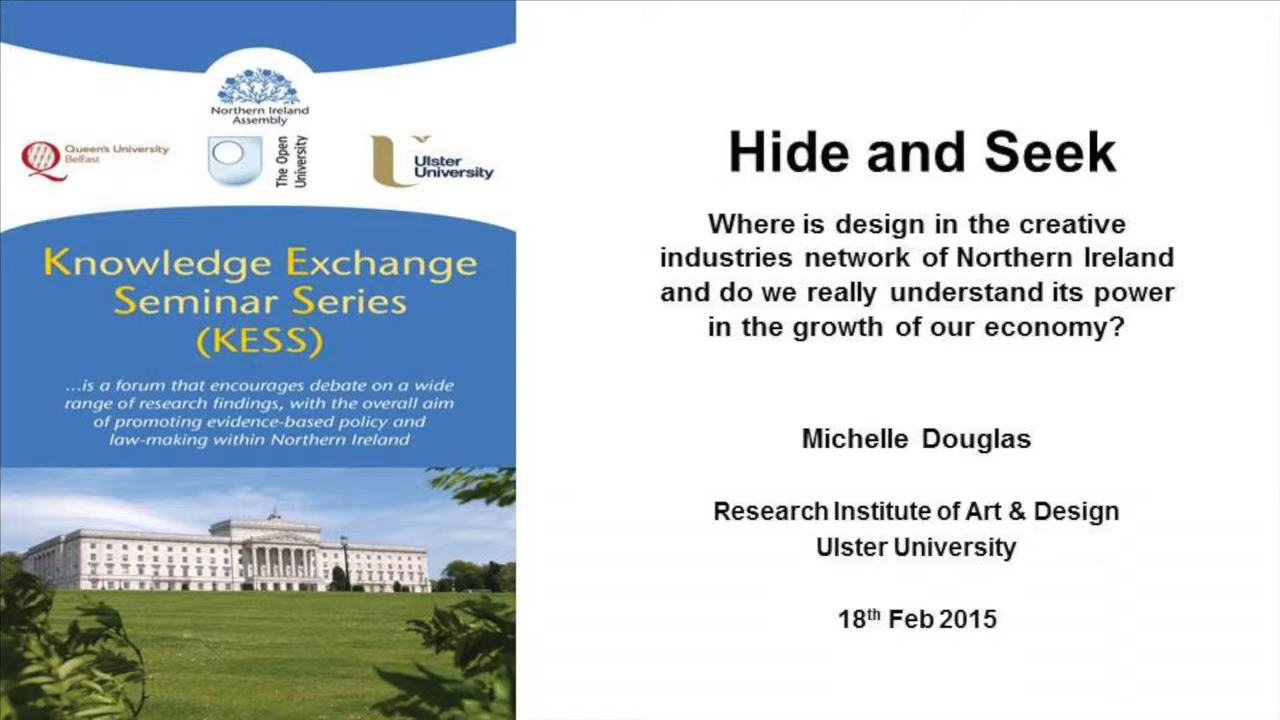 Northern Ireland
Assembly
Queen's University
Belfast
The Open
University
Ulster
University
Knowledge Exchange
Seminar Series
(KESS)
...is a forum that encourages debate on a wide
range of research findings, with the overall aim
of promoting evidence-based policy and
law-making within Northern Ireland
Hide and Seek
Where is design in the creative
industries network of Northern Ireland
and do we really understand its power
in the growth of our economy?
Michelle Douglas
Research Institute of Art & Design
Ulster University
18th Feb 2015